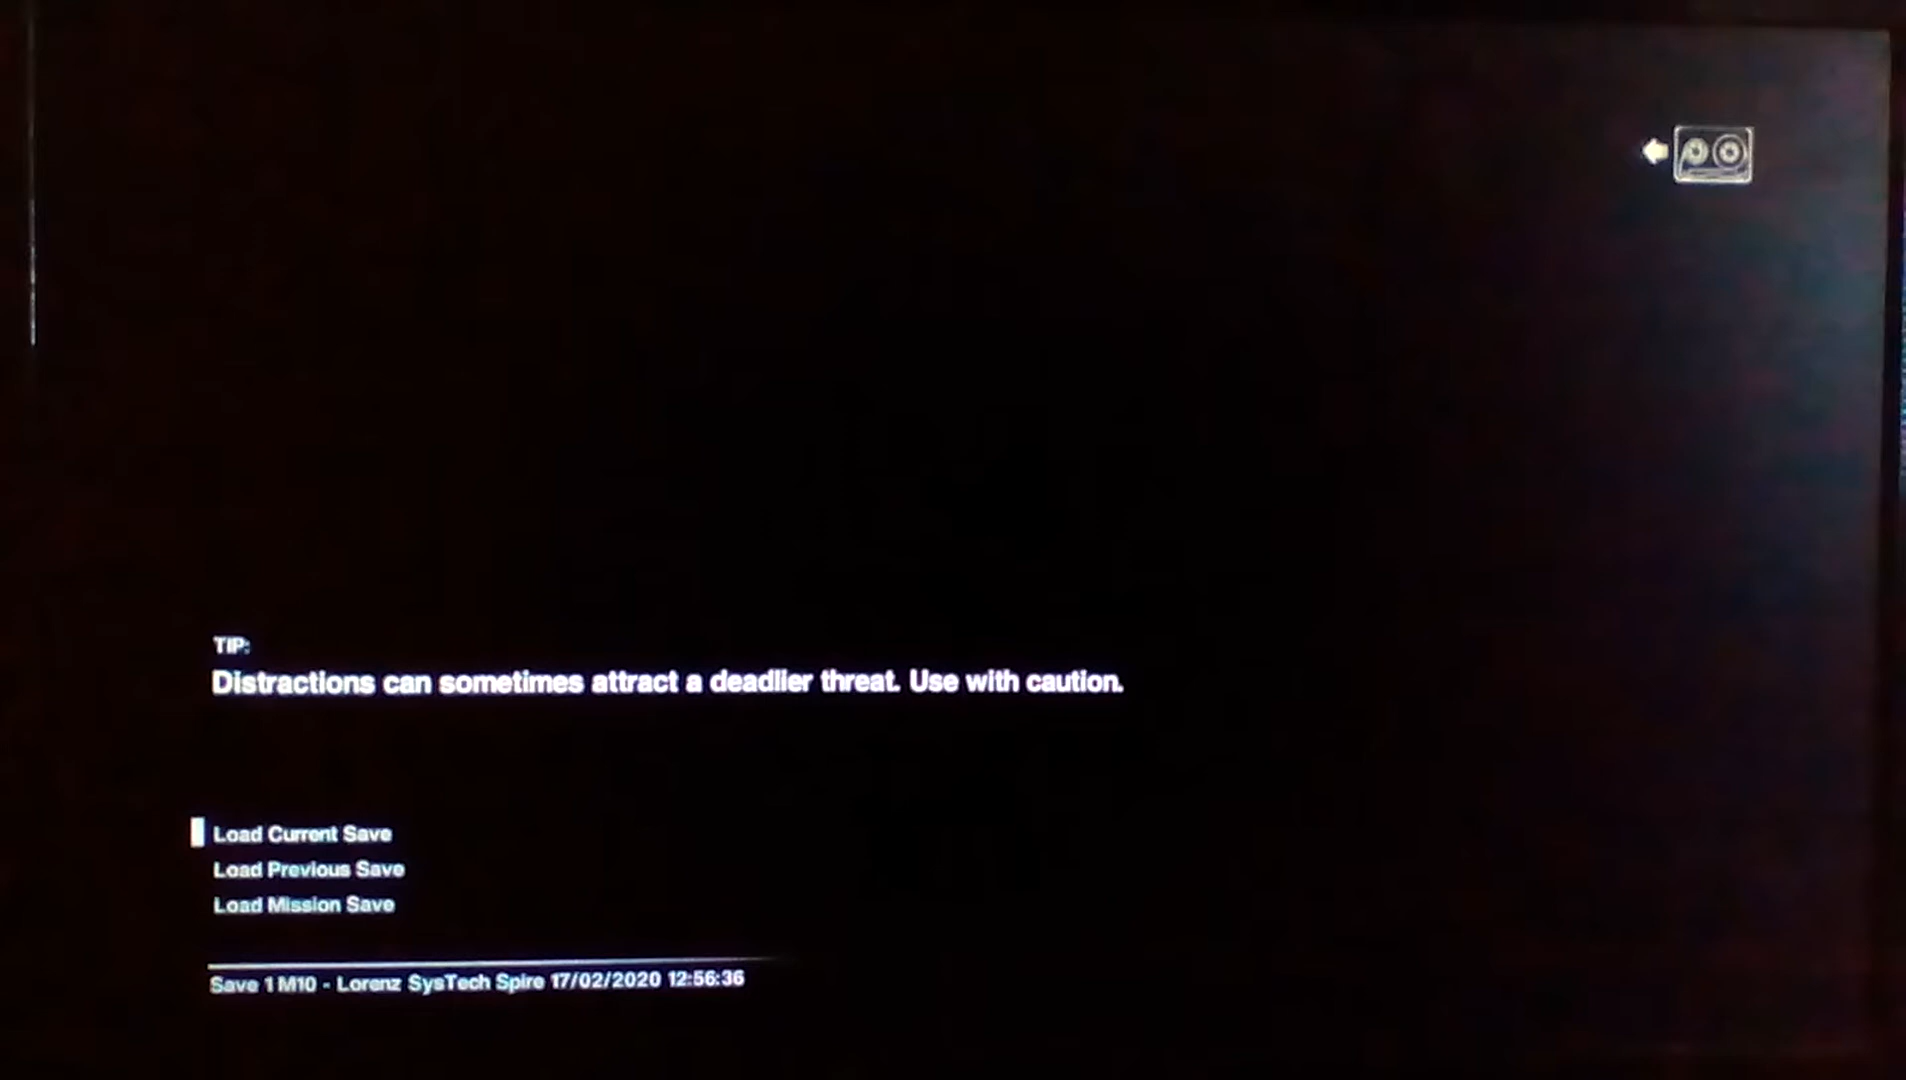 TIP:
Distractions can sometimes attract a deadlier threat. Use with caution.
Load Current Save
Load Previous Save
Load Mission Save
Save 1 M10 - Lorenz SysTech Spire 17/02/2020 12:56:36